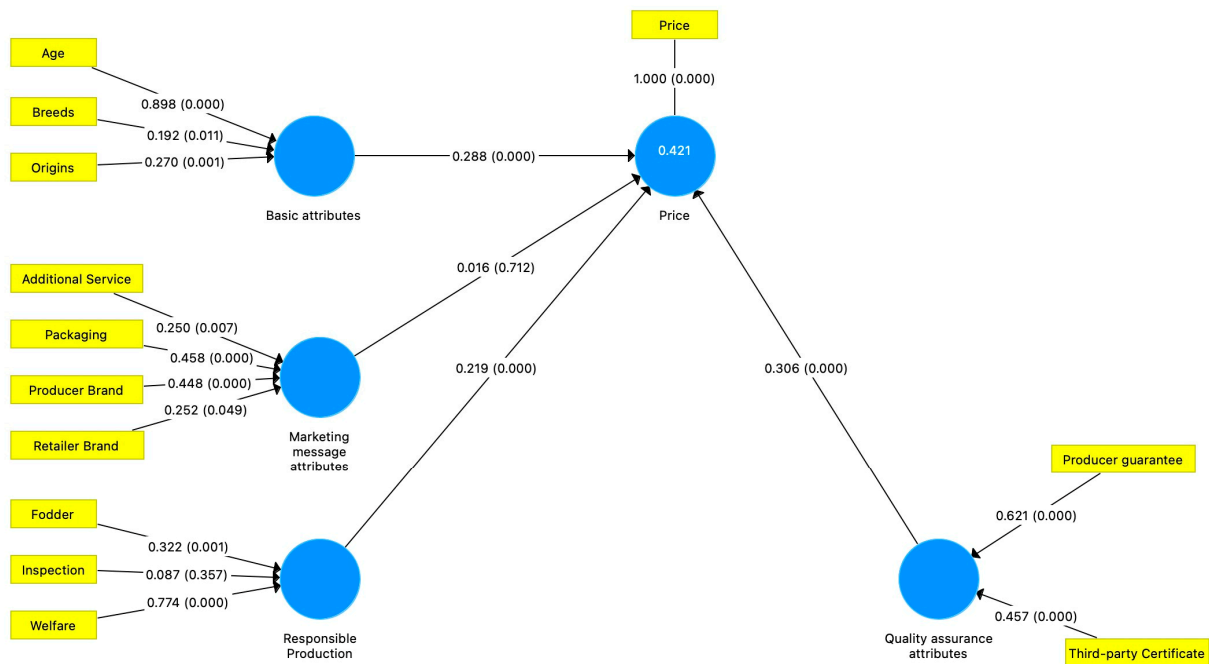 Price
Age
1.000 (0.000)
0.898 (0.000)
Breeds
0.192 (0.011)
0.421
0.288 (0.000)
Origins
0.270 (0.001)
Basic attributes
Price
Additional Service
0.016 (0.712)
0.250 (0.007)
Packaging
0.458 (0.000)
0.219 (0.000)
0.306 (0.000)
Producer Brand
0.448 (0.000)
0.252 (0.049)
Retailer Brand
Marketing
message
attributes
Producer guarantee
Fodder
0.621 (0.000)
0.322 (0.001)
Inspection
0.087 (0.357)
0.774 (0.000)
Welfare
0.457 (0.000)
Responsible
Production
Quality assurance
attributes
Third-party Certificate